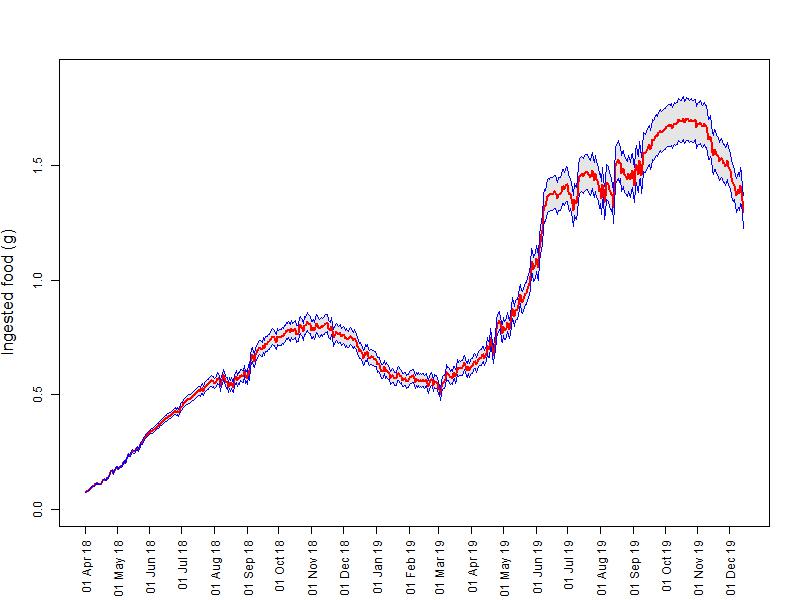 Ingested food (g)
1.5
1.0
0.5
0.0
01 Apr 18
01 May 18
01 Jun 18
01 Jul 18
01 Aug 18
01 Sep 18
01 Oct 18
01 Nov 18
01 Dec 18
01 Jan 19
01 Feb 19
01 Mar 19
01 Apr 19
01 May 19
01 Jun 19
01 Jul 19
01 Aug 19
01 Sep 19
01 Oct 19
01 Nov 19
01 Dec 19